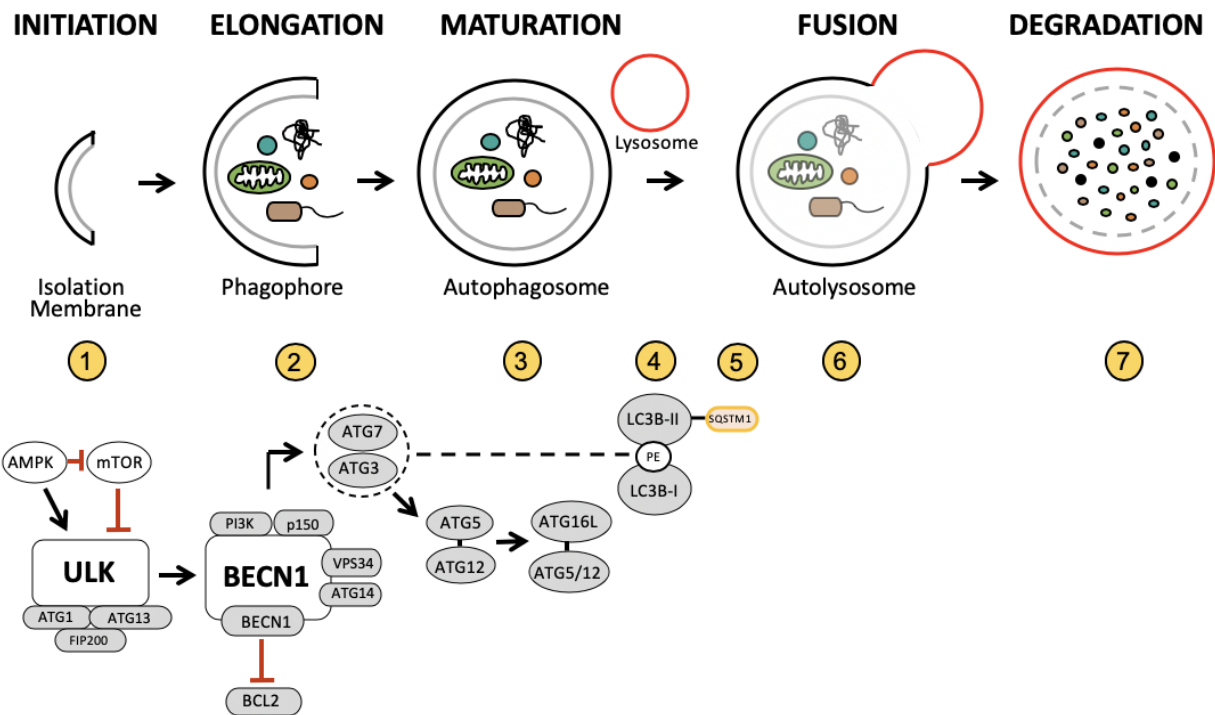 INITIATION
ELONGATION
MATURATION
FUSION
DEGRADATION
Lysosome
Isolation
Membrane
Phagophore
Autophagosome
Autolysosome
1
2
3
4
5
6
7
AMPK
mTOR
ULK
ATG1
ATG13
FIP200
PI3K
p150
BECN1
VPS34
ATG14
BECN1
BCL2
ATG7
ATG3
ATG5
ATG12
ATG16L
ATG5/12
LC3B-II
SQSTM1
PE
LC3B-I